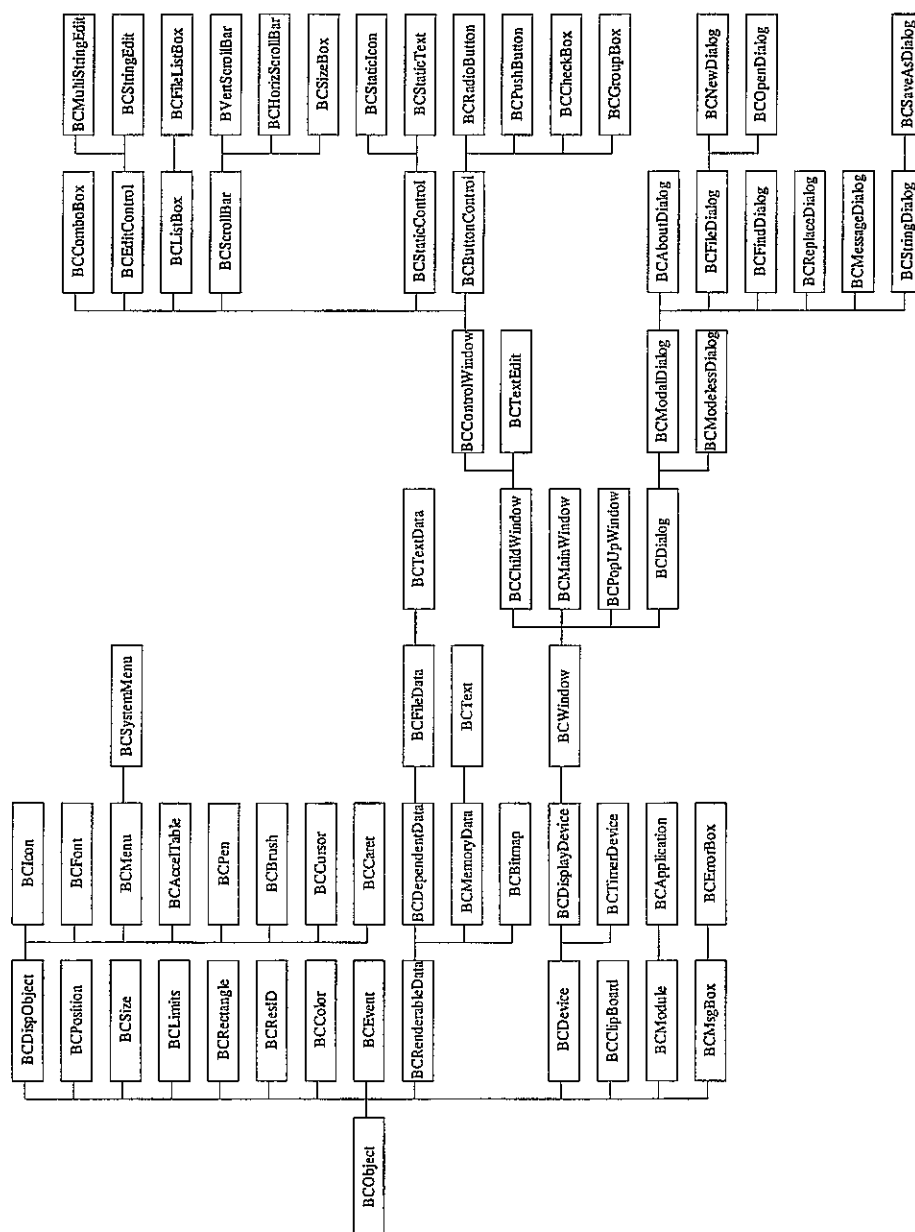 BCObject
BCDispObject
BCPosition
BCSize
BCLimits
BCRectangle
BCResID
BCColor
BCEvent
BCRenderableData
BCDevice
BCClipBoard
BCModule
BCMsgBox
BCIcon
BCFont
BCMenu
BCAccelTable
BCPen
BCBrush
BCCursor
BCCaret
BCDependentData
BCMemoryData
BCBitmap
BCDisplayDevice
BCTimerDevice
BCApplication
BCErrorBox
BCSystemMenu
BCFileData
BCText
BCWindow
BCTextData
BCChildWindow
BCMainWindow
BCPopUpWindow
BCDialog
BCControlWindow
BCTextEdit
BCModalDialog
BCModelessDialog
BCComboBox
BCEditControl
BCListBox
BCScrollBar
BCStaticControl
BCButtonControl
BCAboutDialog
BCFileDialog
BCFindDialog
BCReplaceDialog
BCMessageDialog
BCStringDialog
BCMultiStringEdit
BCStringEdit
BCFileListBox
BVertScrollBar
BCHorizScrollBar
BCSizeBox
BCStaticIcon
BCStaticText
BCRadioButton
BCPushButton
BCCheckBox
BCGroupBox
BCNewDialog
BCOpenDialog
BCSaveAsDialog